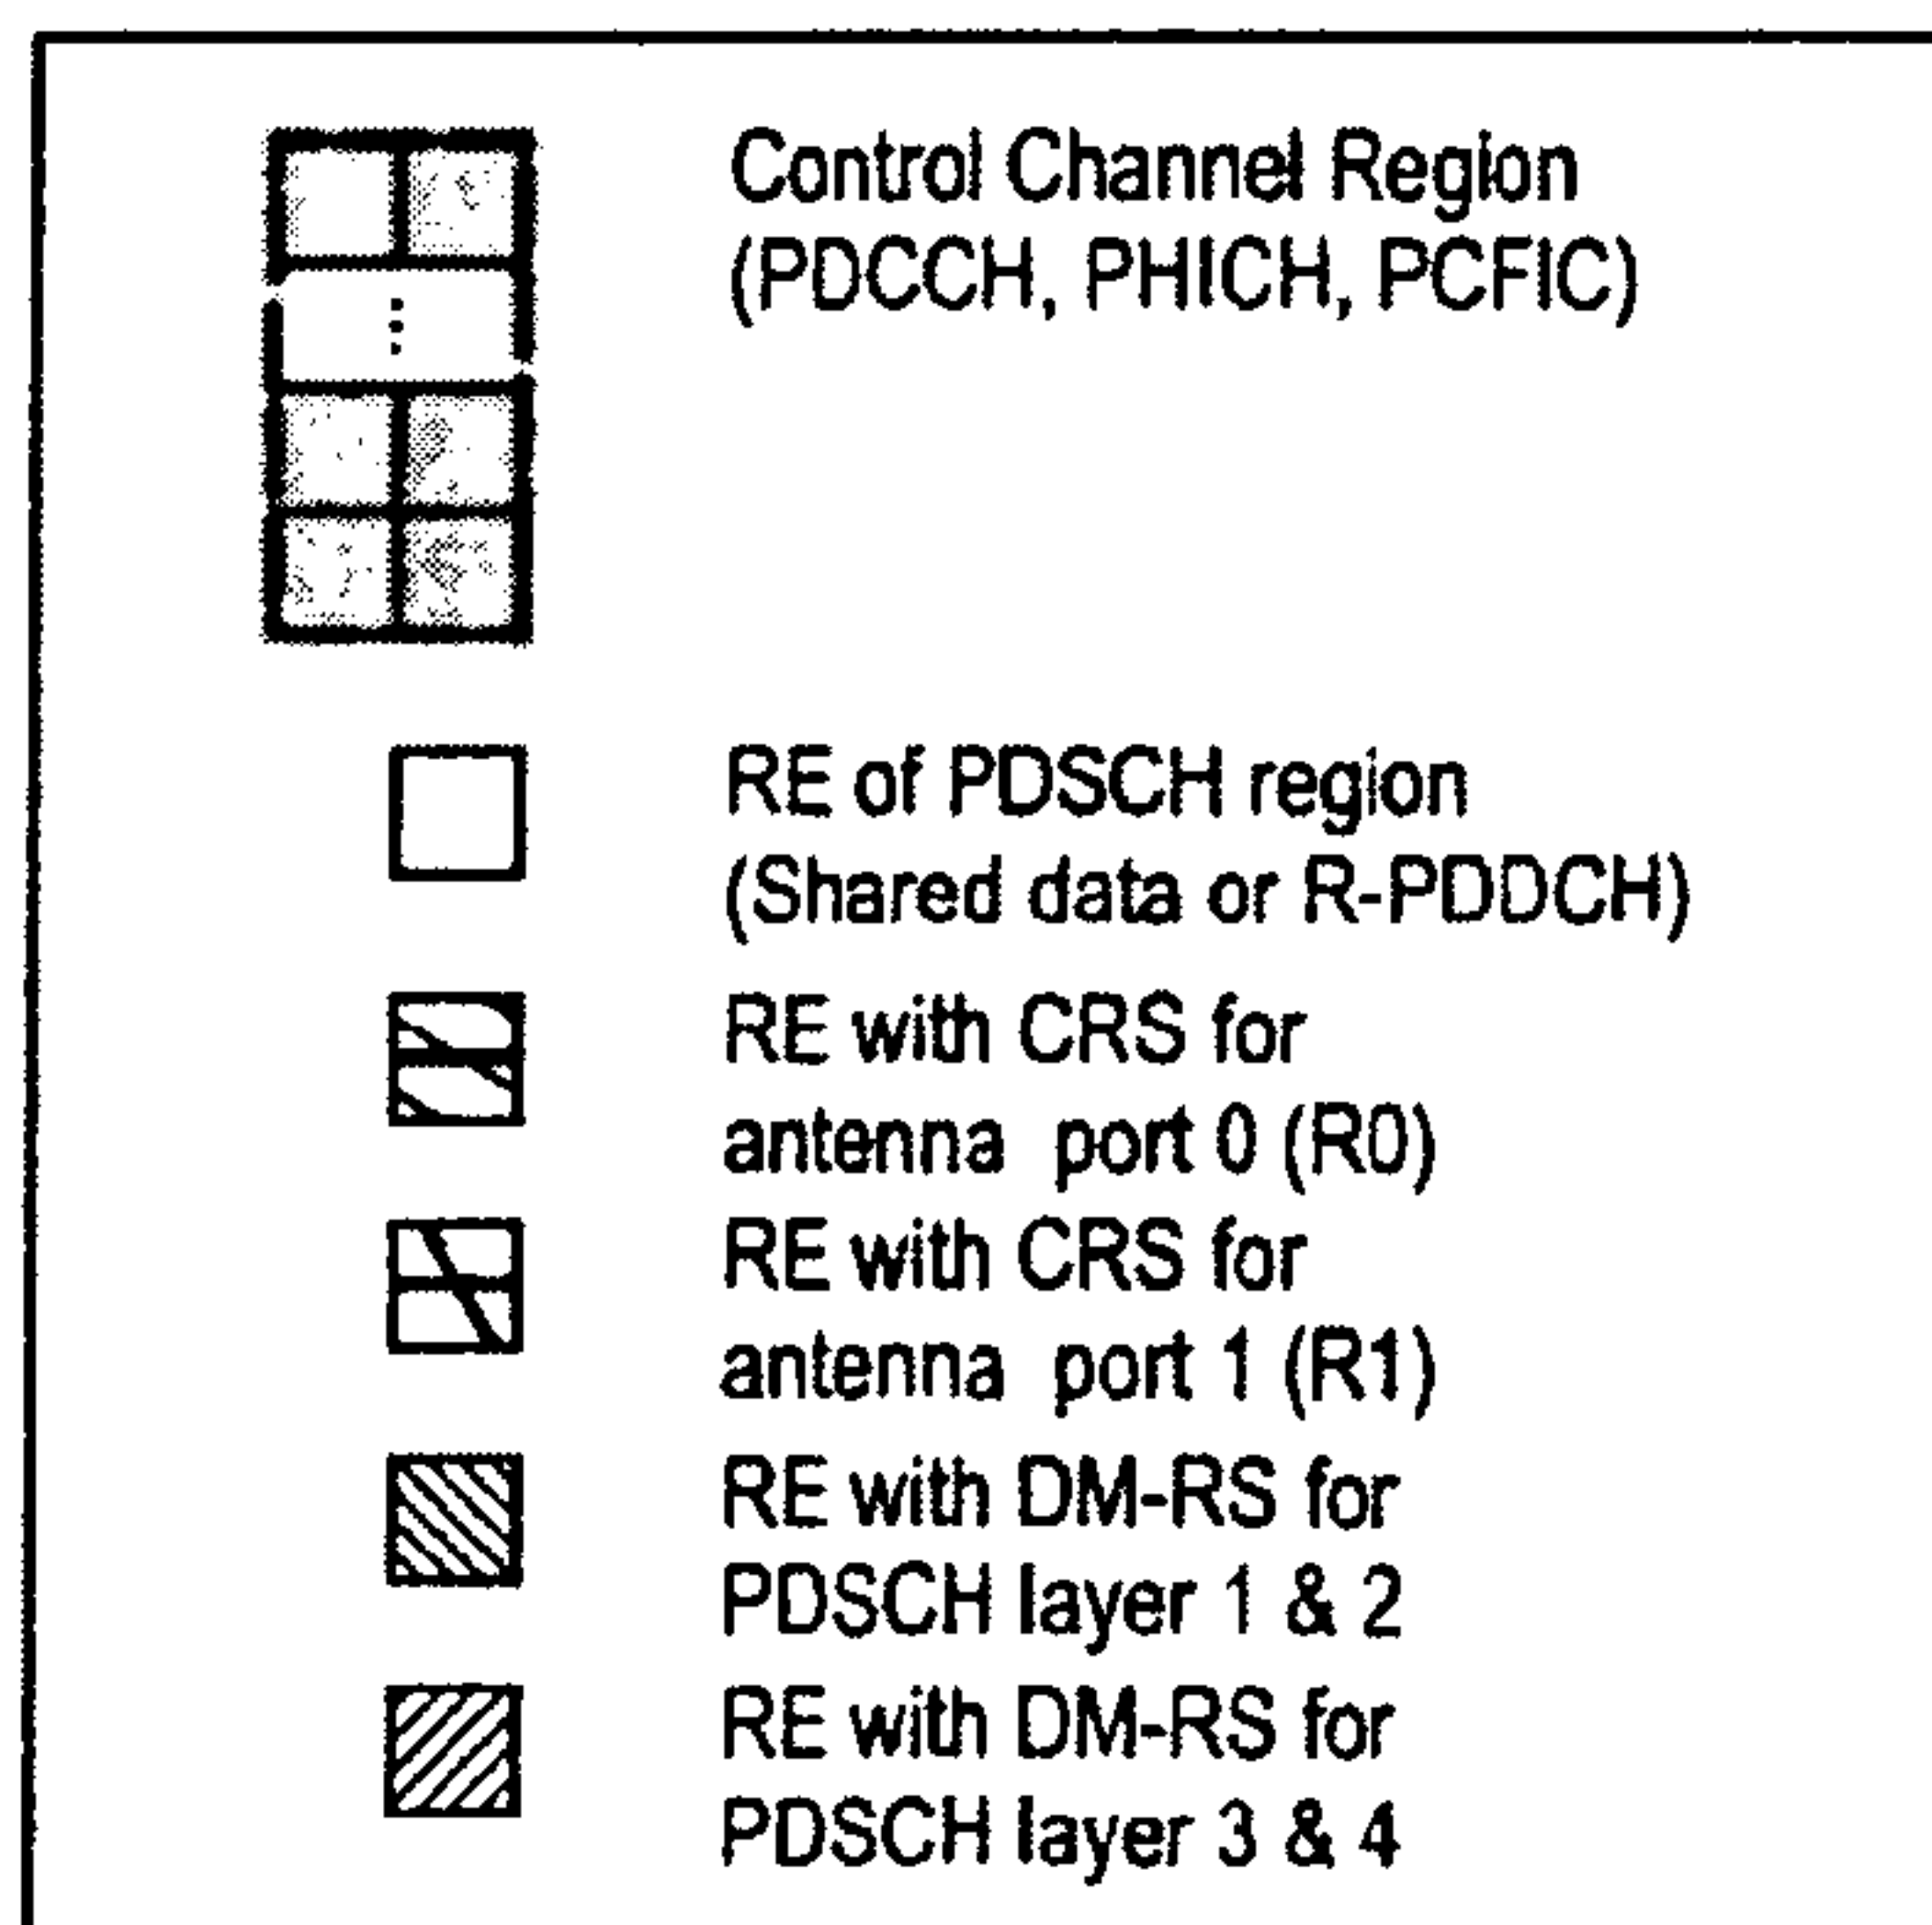 Control Channel Region
(PDCCH, PHICH, PCFIC)
RE of PDSCH region
(Shared data or R-PDDCH)
RE with CRS for
antenna port 0 (R0)
RE with CRS for
antenna port 1 (R1)
RE with DM-RS for
PDSCH layer 1 & 2
RE with DM-RS for
PDSCH layer 3 & 4